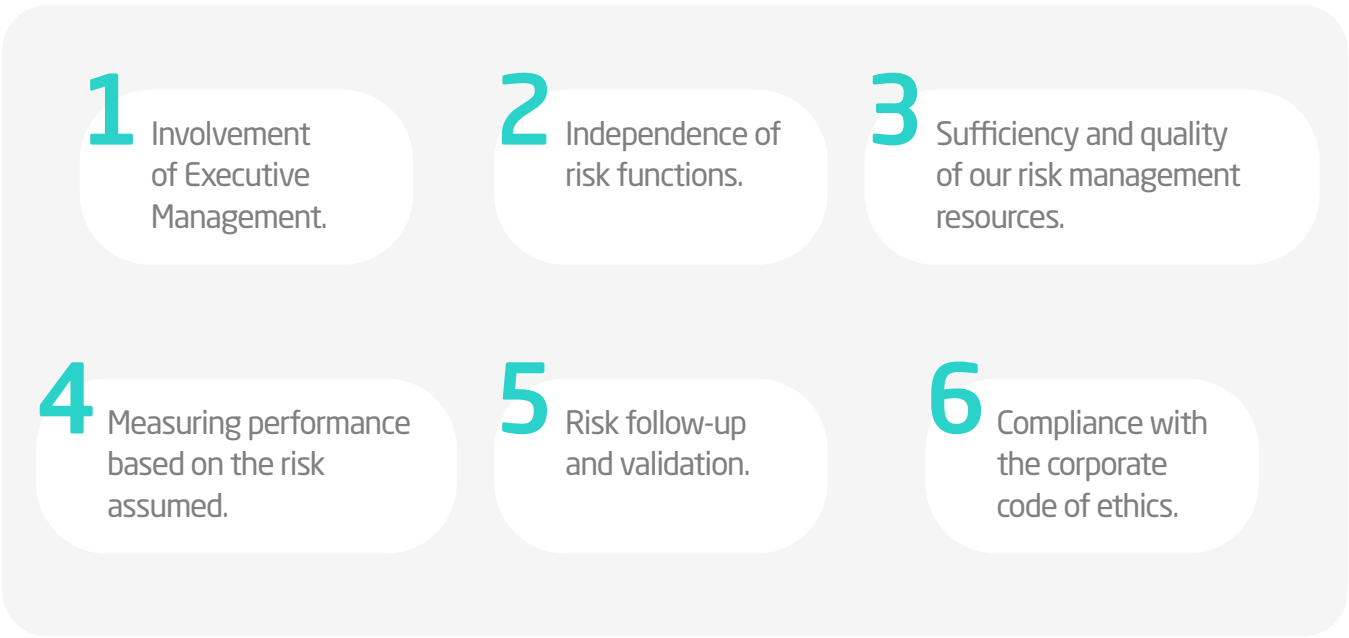 1
Involvement
of Executive
Management.
2
Independence of
risk functions.
3
Sufficiency and quality
of our risk management
resources.
4
Measuring performance
based on the risk
assumed.
5
Risk follow-up
and validation.
6
Compliance with
the corporate
code of ethics.